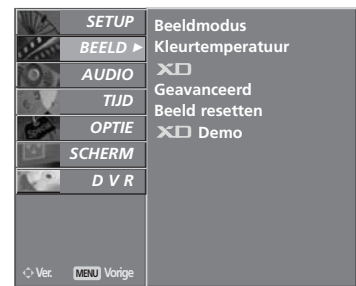 SETUP
BEELD ▶
AUDIO
TIJD
OPTIE
SCHERM
D V R
Beeldmodus
Kleurtemperatuur
XD
Geavanceerd
Beeld resetten
XD Demo
Ver. MENU Vorige